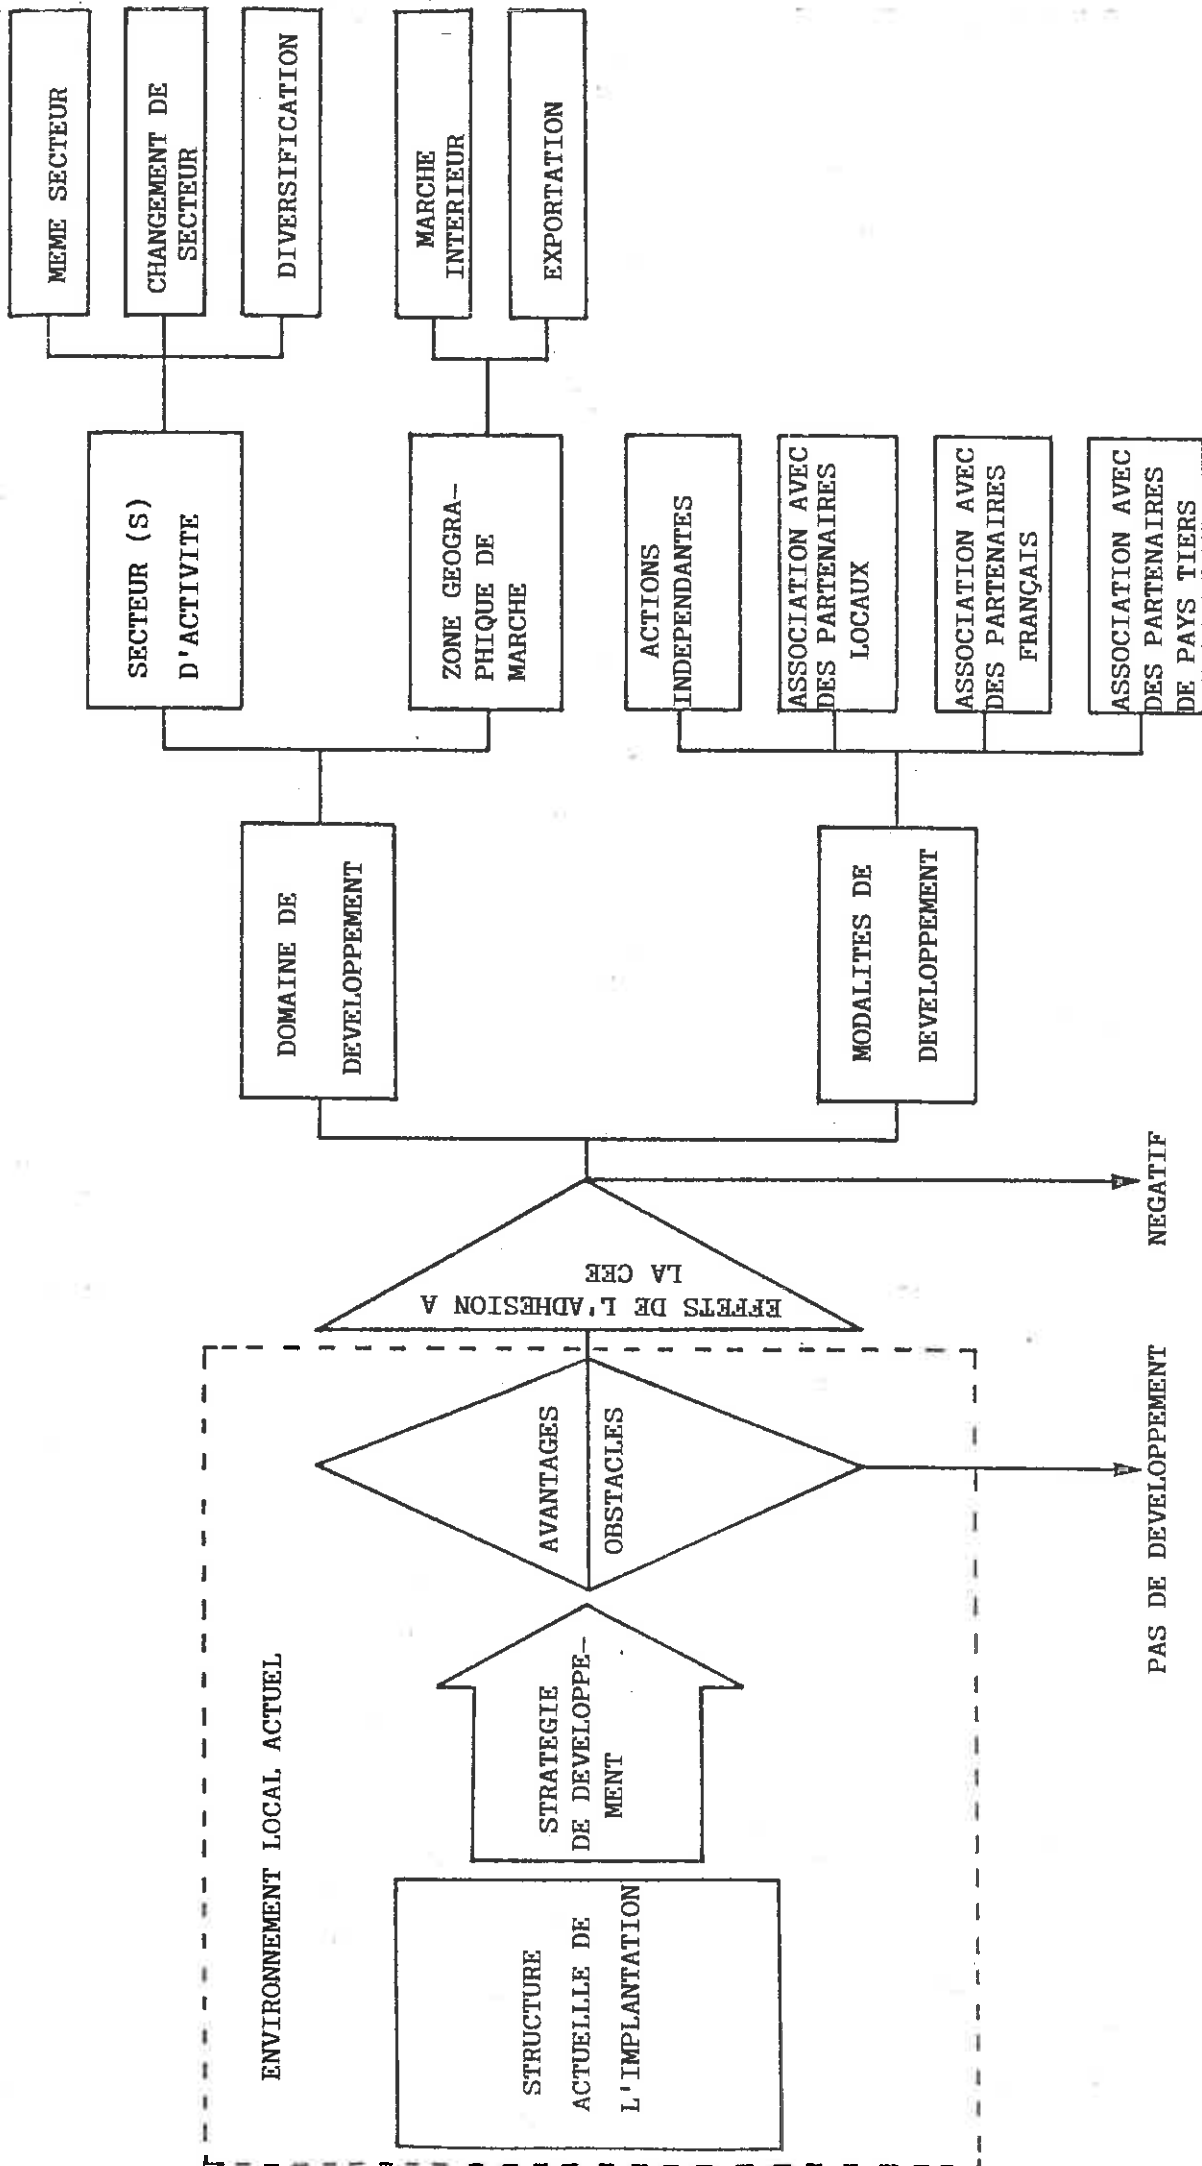 ENVIRONNEMENT LOCAL ACTUEL
STRUCTURE
ACTUELLE DE
L'IMPLANTATION
STRATEGIE
DE DEVELOPPE-
MENT
AVANTAGES
OBSTACLES
PAS DE DEVELOPPEMENT
EFFETS DE L'ADHESION A
LA CEE
NEGATIF
DOMAINE DE
DEVELOPPEMENT
MODALITES DE
DEVELOPPEMENT
SECTEUR (S)
D'ACTIVITE
ZONE GEOGRA-
PHIQUE DE
MARCHE
ACTIONS
INDEPENDANTES
ASSOCIATION AVEC
DES PARTENAIRES
LOCAUX
ASSOCIATION AVEC
DES PARTENAIRES
FRANÇAIS
ASSOCIATION AVEC
DES PARTENAIRES
DE PAYS TIERS
MEME SECTEUR
CHANGEMENT DE
SECTEUR
DIVERSIFICATION
MARCHE
INTERIEUR
EXPORTATION